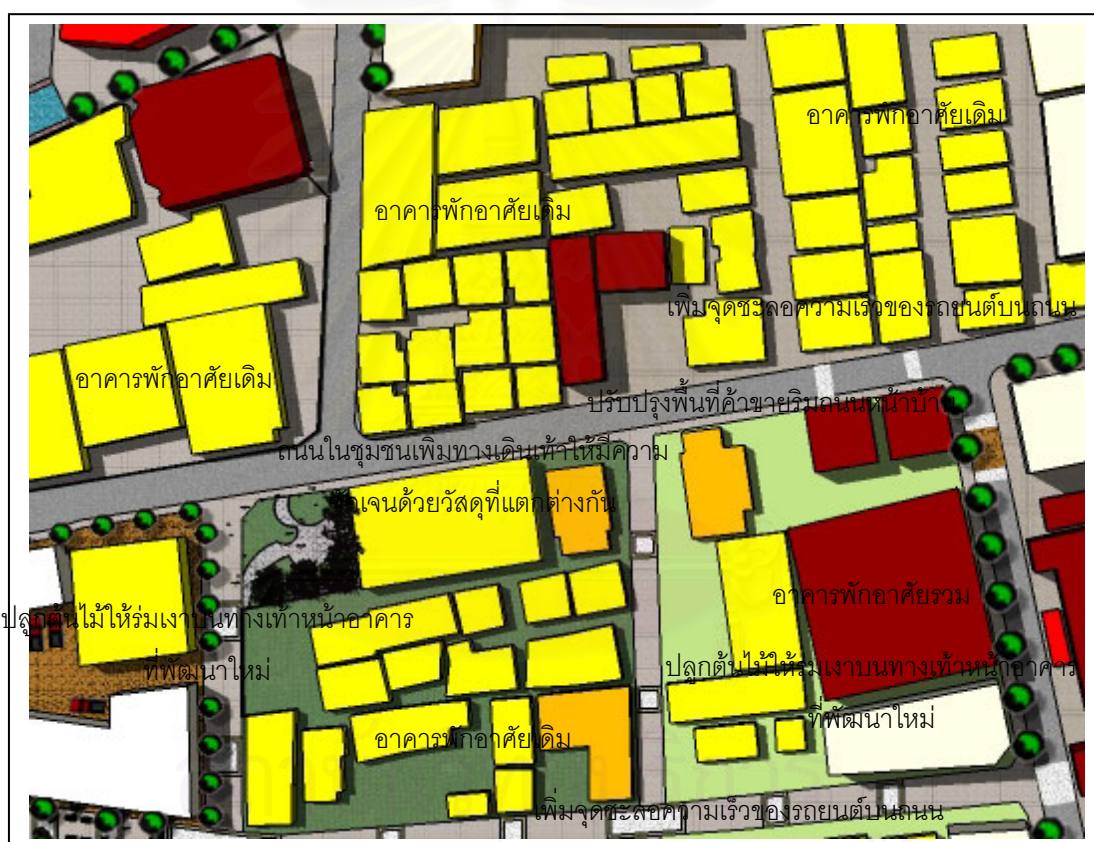 อาคารพักอาศัยเดิม
อาคารพักอาศัยเดิม
เพิ่มจุดชะลอความเร็วของรถยนต์บนถนน
อาคารพักอาศัยเดิม
ปรับปรุงพื้นที่ค้าขายริมถนนหน้าบ้าน
ถนนในชุมชนเพิ่มทางเดินเท้าให้มีความ
ชัดเจนด้วยวัสดุที่แตกต่างกัน
อาคารพักอาศัยรวม
ปลูกต้นไม้ให้ร่มเงาบนทางเท้าหน้าอาคาร
ที่พัฒนาใหม่
ปลูกต้นไม้ให้ร่มเงาบนทางเท้าหน้าอาคาร
ที่พัฒนาใหม่
อาคารพักอาศัยเดิม
เพิ่มจุดชะลอความเร็วของรถยนต์บนถนน